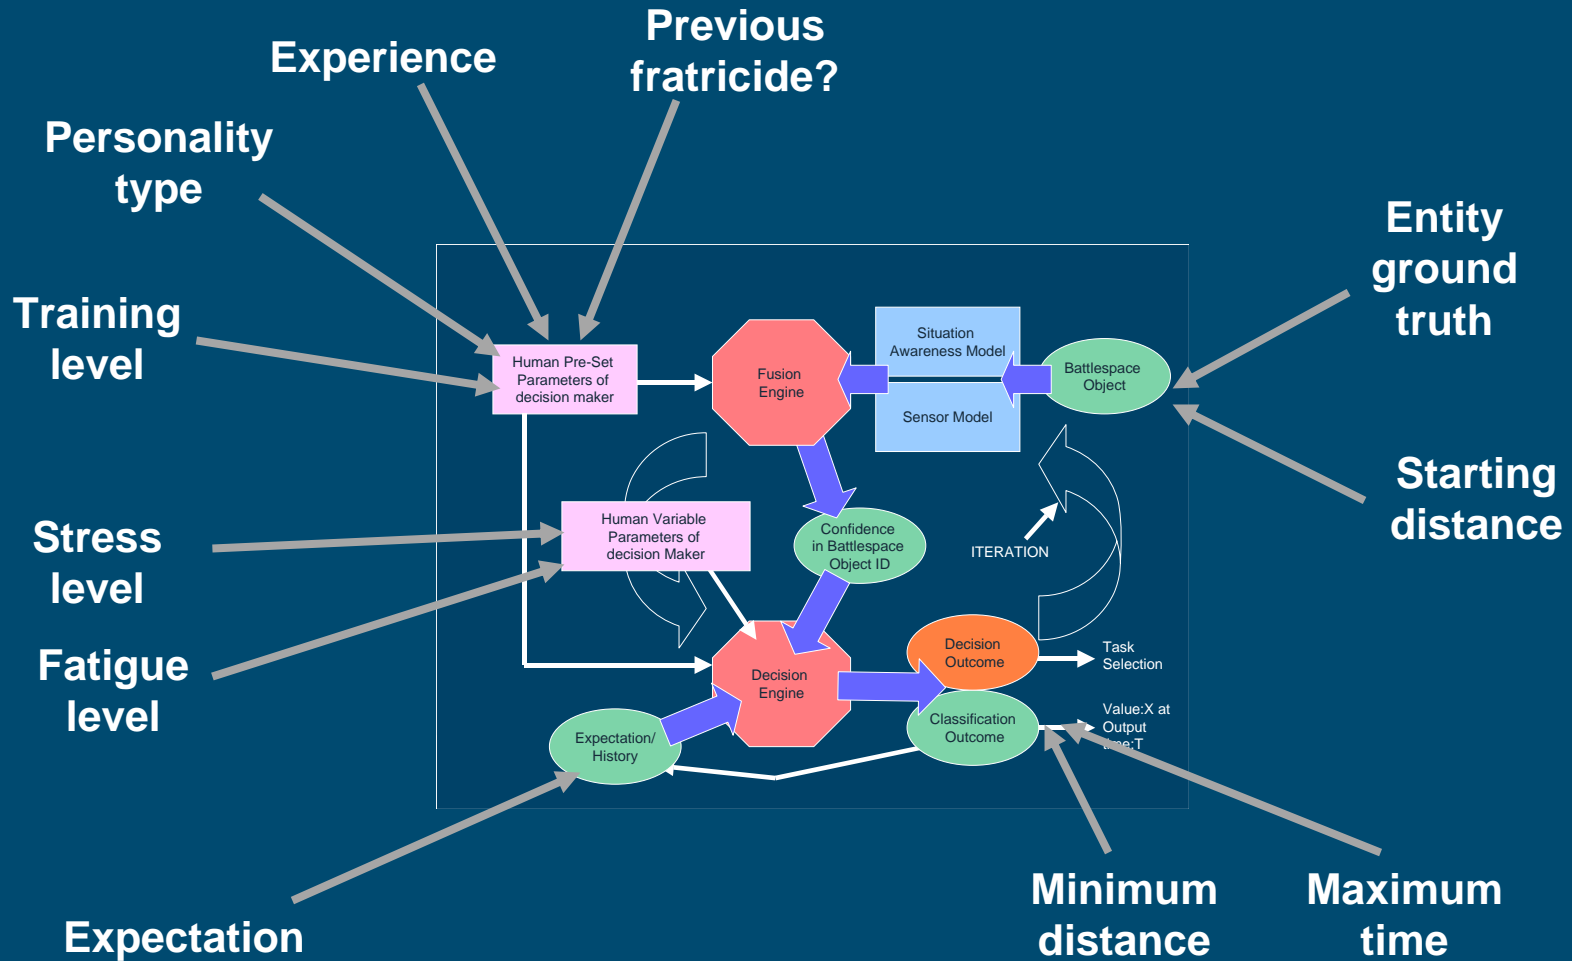 Previous
fratricide?
Experience
Personality
type
Training
level
Entity
ground
truth
Situation
Awareness Model
Human Pre-Set
Parameters of
decision maker
Fusion
Engine
Battlespace
Object
Sensor Model
Starting
distance
Stress
level
Human Variable
Parameters of
decision Maker
Confidence
in Battlespace
Object ID
ITERATION
Fatigue
level
Decision
Engine
Decision
Outcome
Task
Selection
Expectation/
History
Classification
Outcome
Value:X at
Output
time:T
Expectation
Minimum
distance
Maximum
time